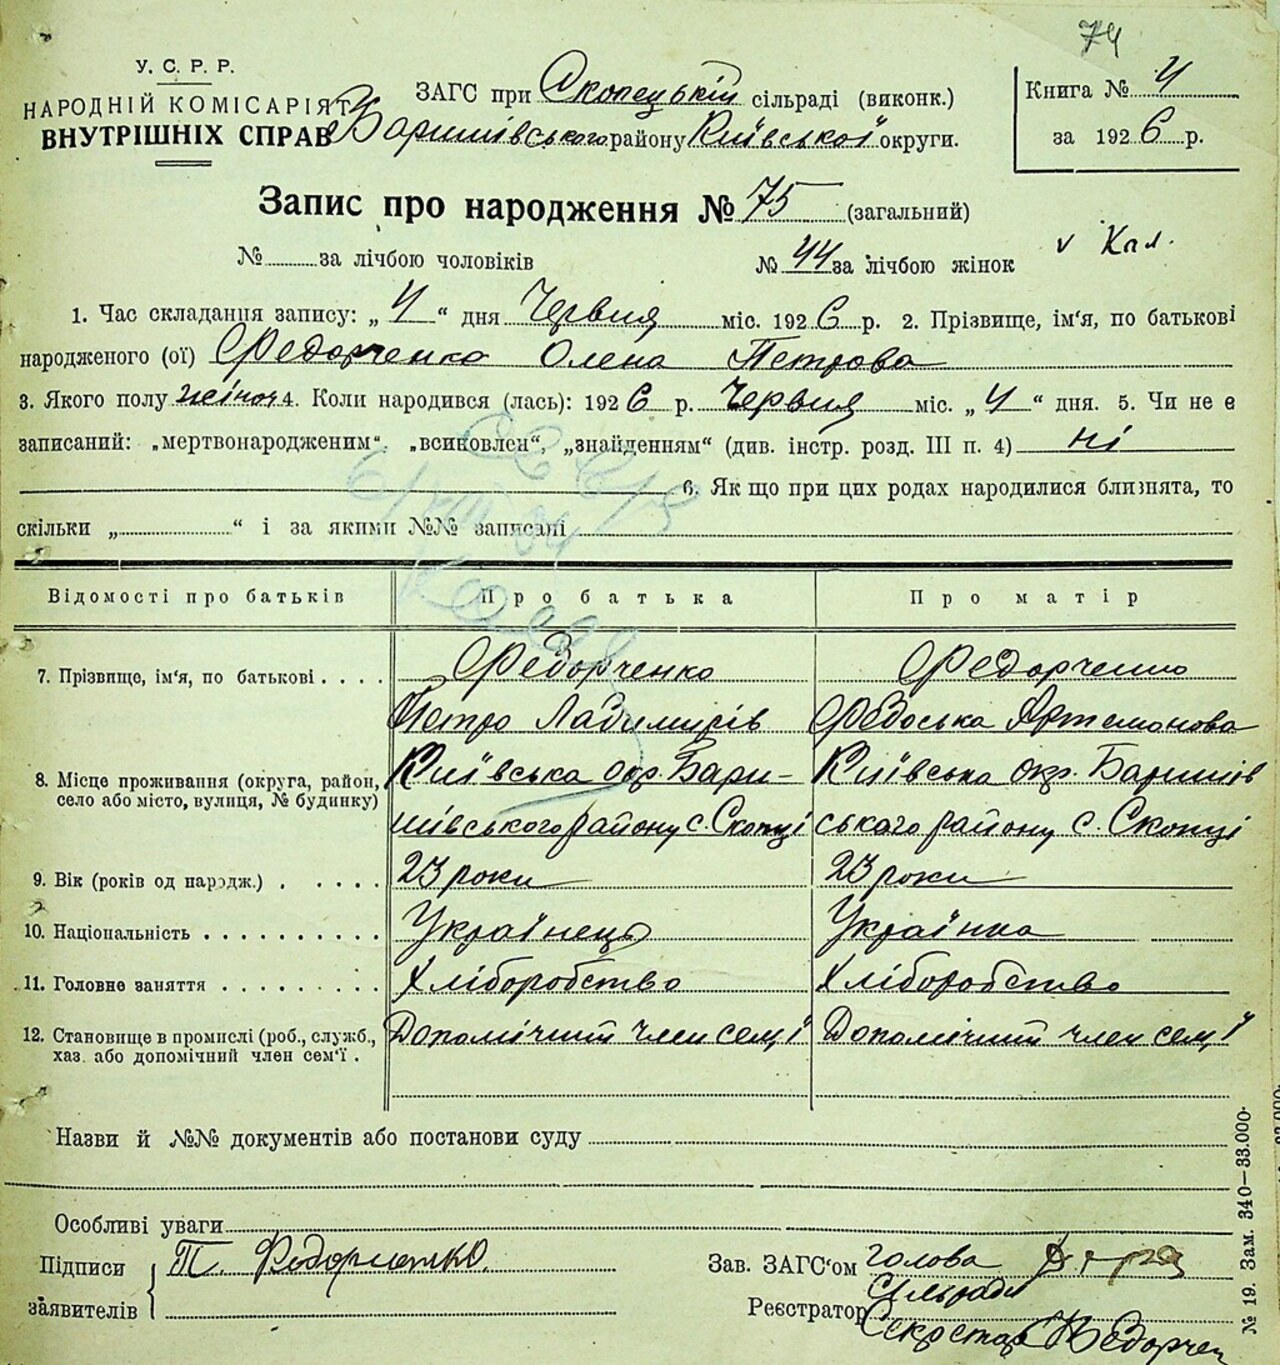 74
У. С. Р. Р.
НАРОДНІЙ КОМІСАРІЯТ
ВНУТРІШНІХ СПРАВ
ЗАГС при Скопецькій сільраді (виконк.)
Баришівського району Київської округи.
Книга № 4
за 1926 р.
Запис про народження № 75 (загальний)
№ ......... за лічбою чоловіків
№ 44 за лічбою жінок
v Кал.
1. Час складання запису: „ 4 “ дня Червня міс. 1926 р. 2. Прізвище, ім'я, по батькові
народженого (ої) Федорченко Олена Петрова
3. Якого полу жіноч 4. Коли народився (лась): 1926 р. Червня міс. „ 4 “ дня. 5. Чи не є
записаний: „мертвонародженим“, „всиновлен“, „знайденням“ (див. інстр. розд. III п. 4) ні
6. Як що при цих родах народилися близнята, то
скільки „ ............... “ і за якими №№ записані
Відомості про батьків
Про батька
Про матір
7. Прізвище, ім'я, по батькові . . . .
Федорченко
Петро Ладимирів
Федорченко
Федоська Артемонова
8. Місце проживання (округа, район,
село або місто, вулиця, № будинку)
Київська окр. Бари-
шівського району с. Скопці
Київська окр. Баришів
ського району с. Скопці
9. Вік (років од народж.) . . . . .
23 роки
23 роки
10. Національність . . . . . . . . . .
Українець
Українка
11. Головне заняття . . . . . . . . .
Хліборобство
Хліборобство
12. Становище в промислі (роб., служб.,
хаз. або допомічний член сем'ї .
Допомічний член сем,ї
Допомічний член сем,ї
Назви й №№ документів або постанови суду
Особливі уваги
Підписи
заявителів
Т. Федорченко
Зав. ЗАГС'ом голова
Сільради
Реєстратор Секретар Федорчен
№ 19. Зам. 340—33.000.